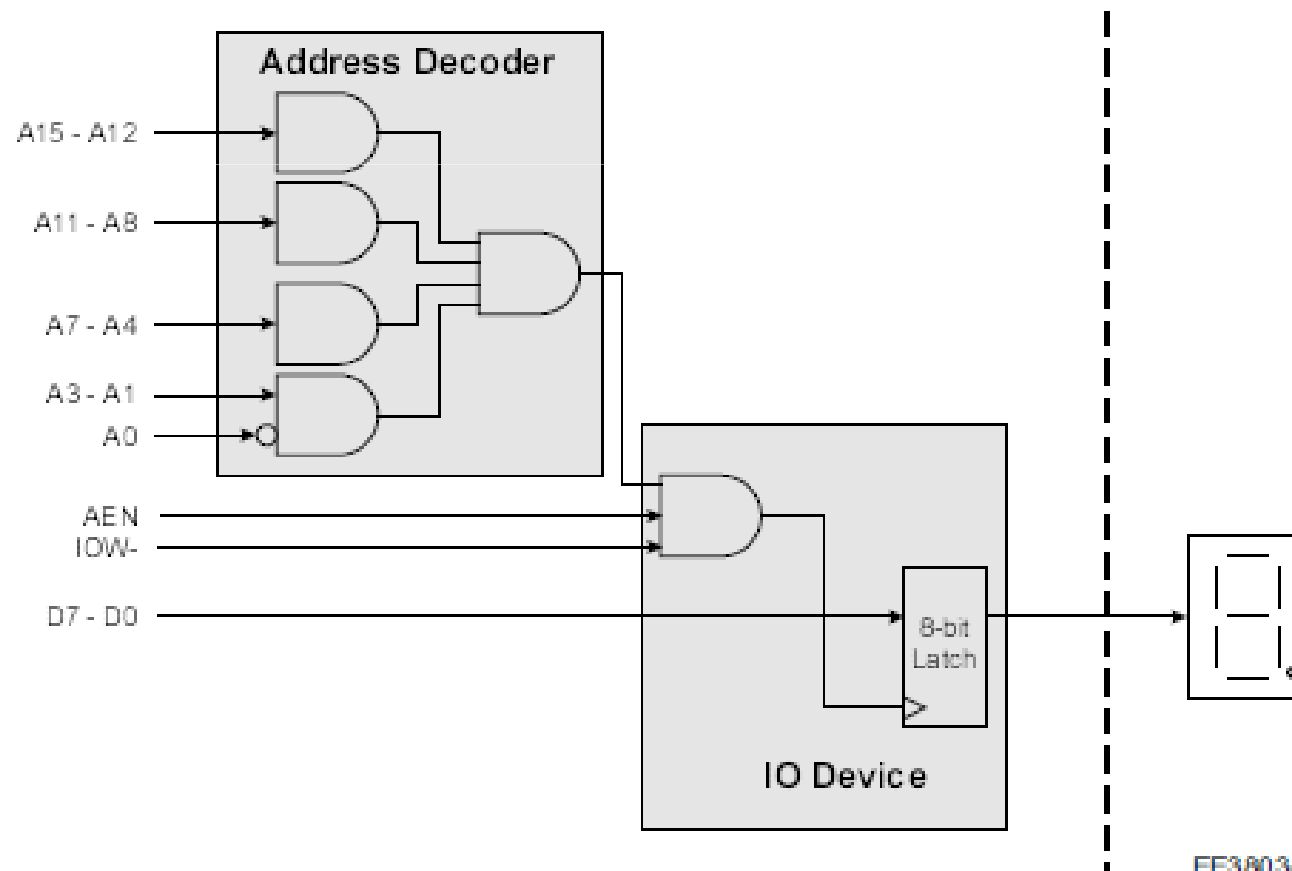 Address Decoder
A15 - A12
A11 - A8
A7 - A4
A3 - A1
A0
AEN
IOW-
D7 - D0
8-bit
Latch
IO Device